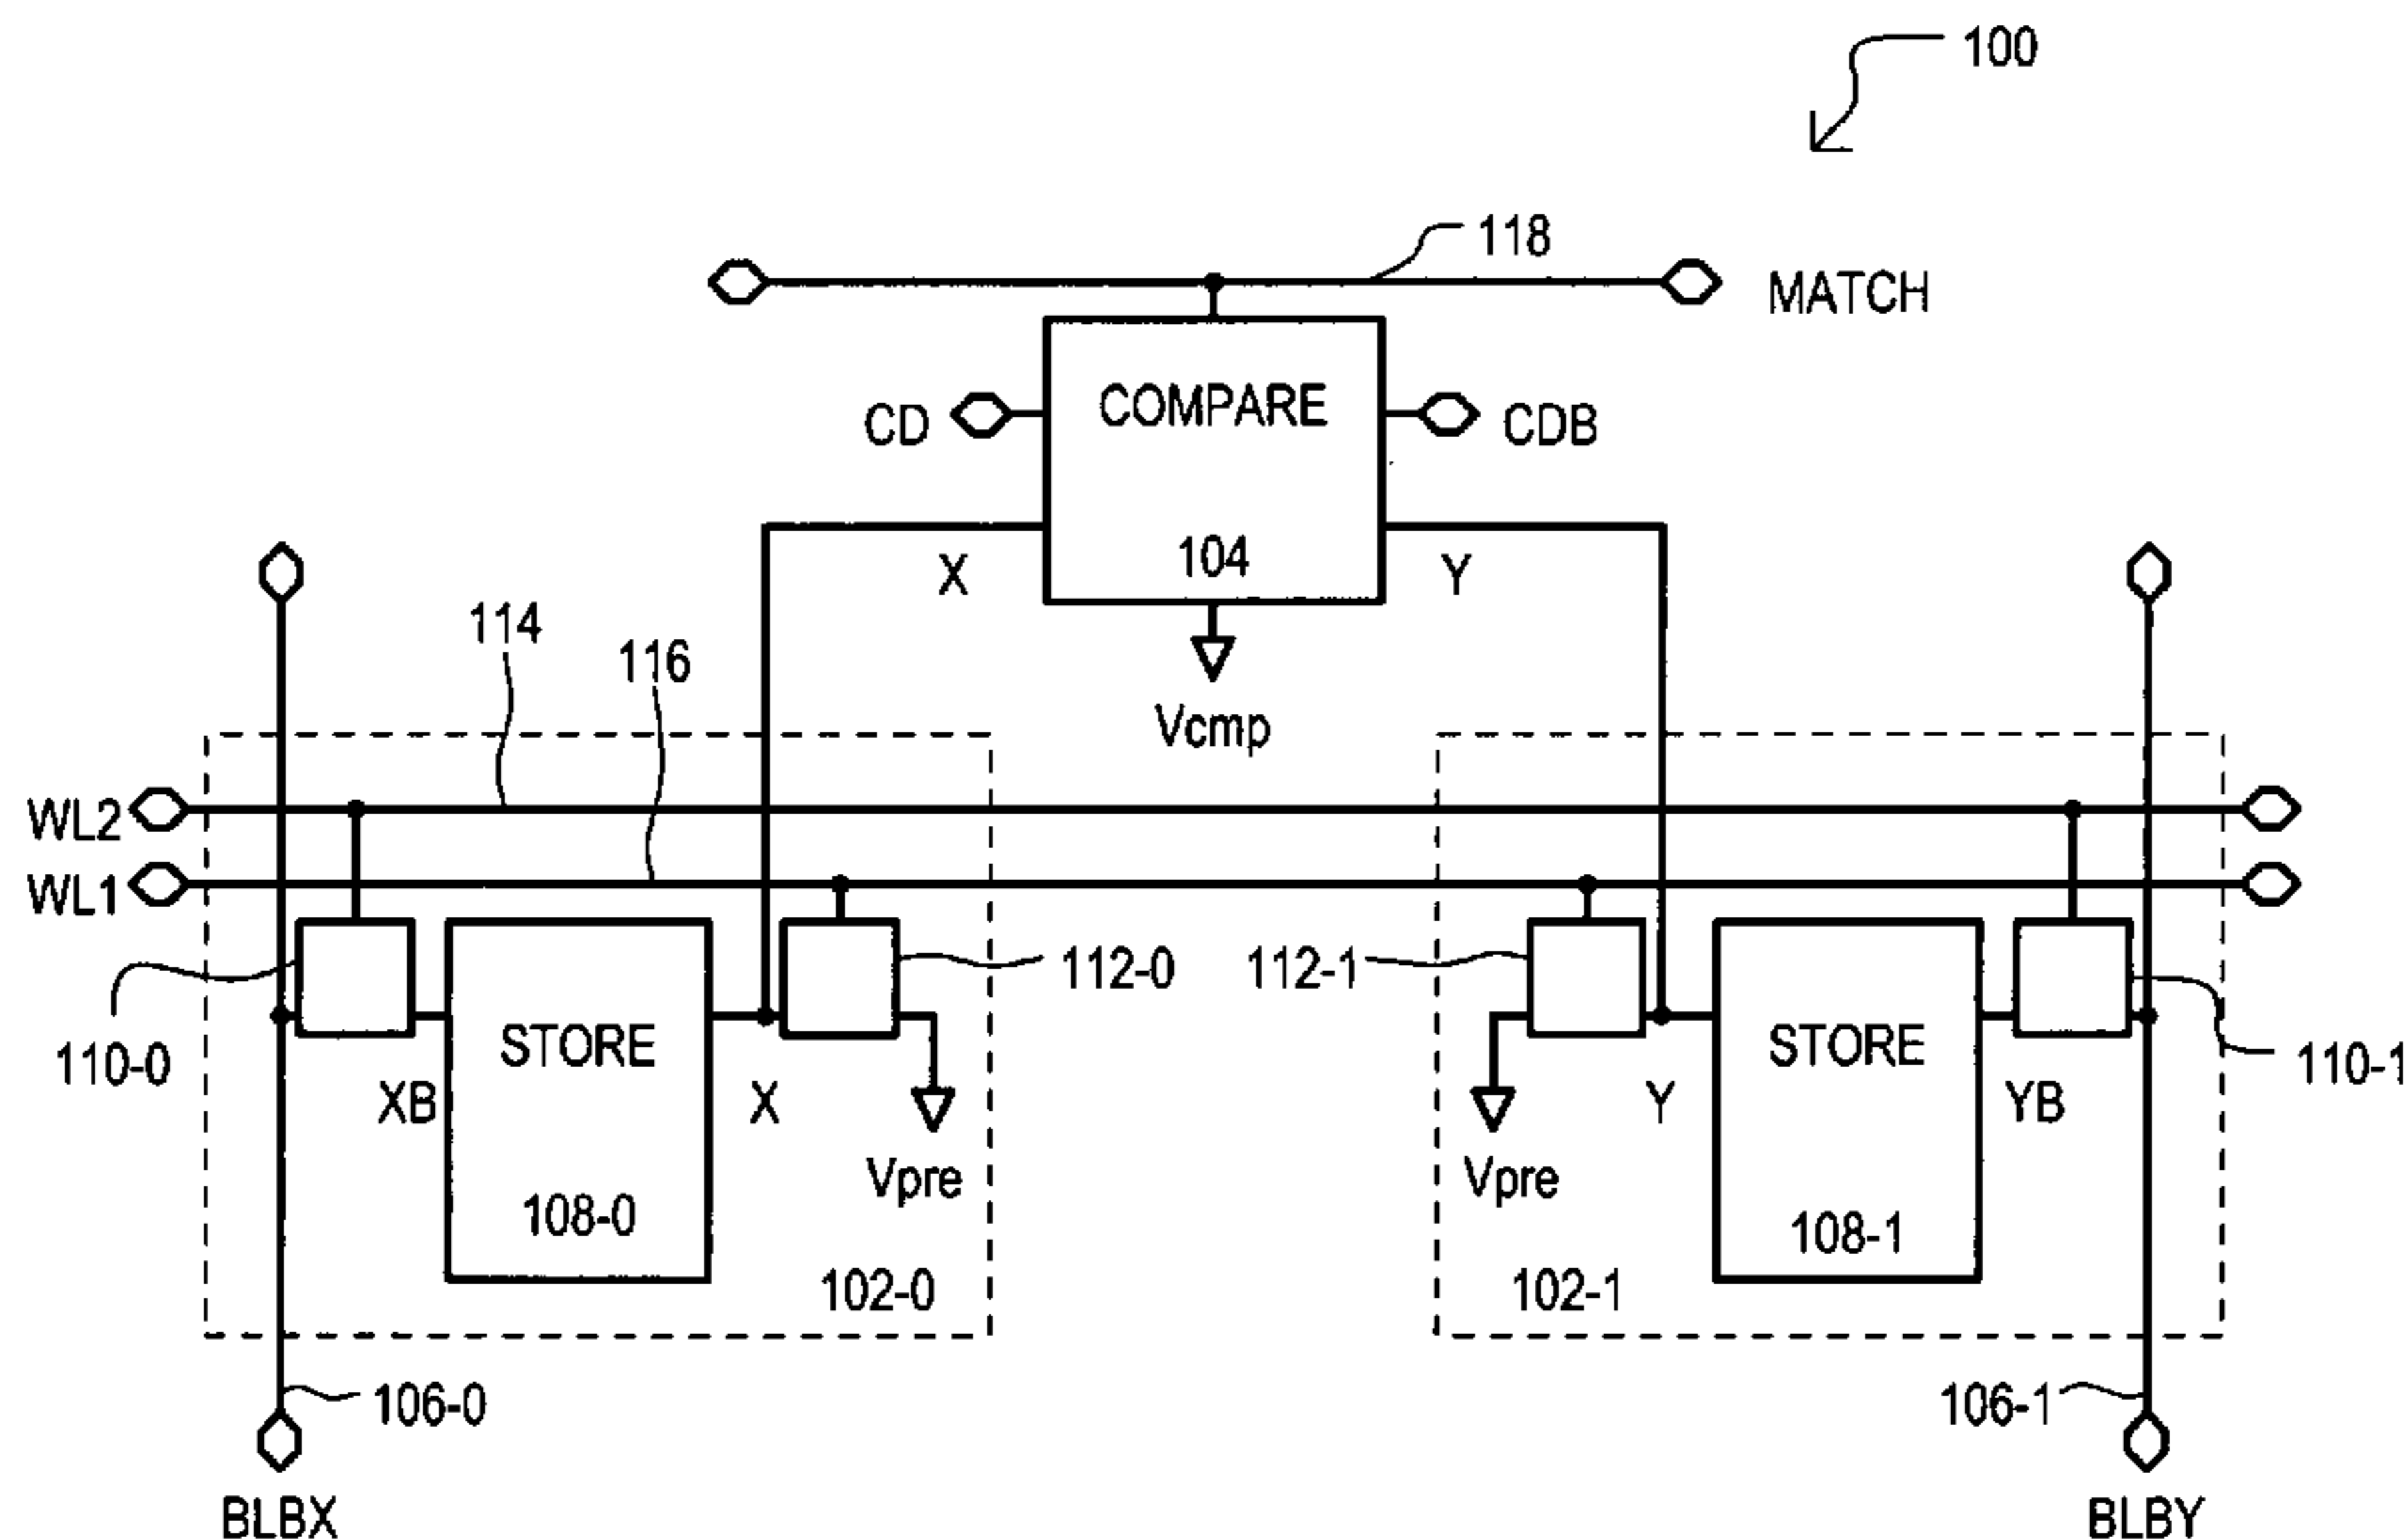 100
118
MATCH
COMPARE
CD
CDB
104
X
Y
114
116
Vcmp
WL2
WL1
112-0
112-1
STORE
STORE
110-0
110-1
XB
X
Y
YB
Vpre
Vpre
108-0
108-1
102-0
102-1
106-0
106-1
BLBX
BLBY